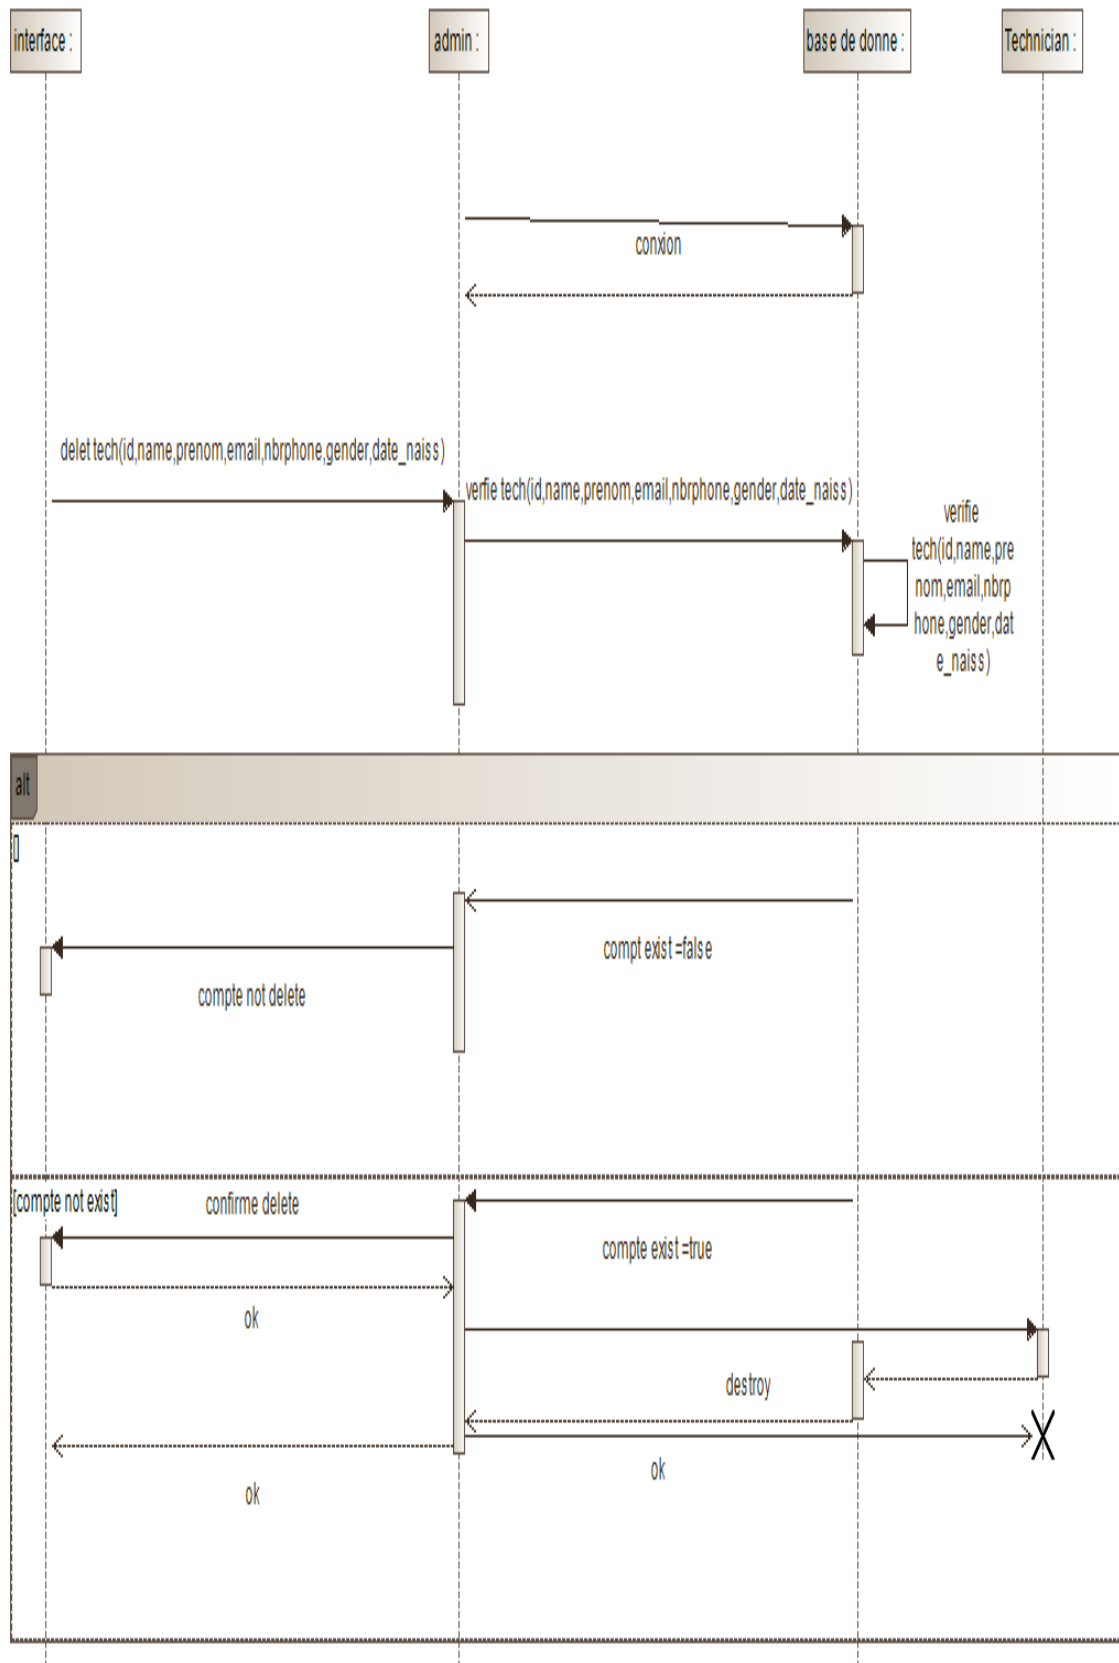 interface :
admin :
base de donne :
Technician :
conxion
delet tech(id,name,prenom,email,nbrphone,gender,date_naiss)
verfie tech(id,name,prenom,email,nbrphone,gender,date_naiss)
verifie
tech(id,name,pre
nom,email,nbrp
hone,gender,dat
e_naiss)
alt
[]
compt exist =false
compte not delete
[compte not exist]
confirme delete
compte exist =true
ok
destroy
ok
ok